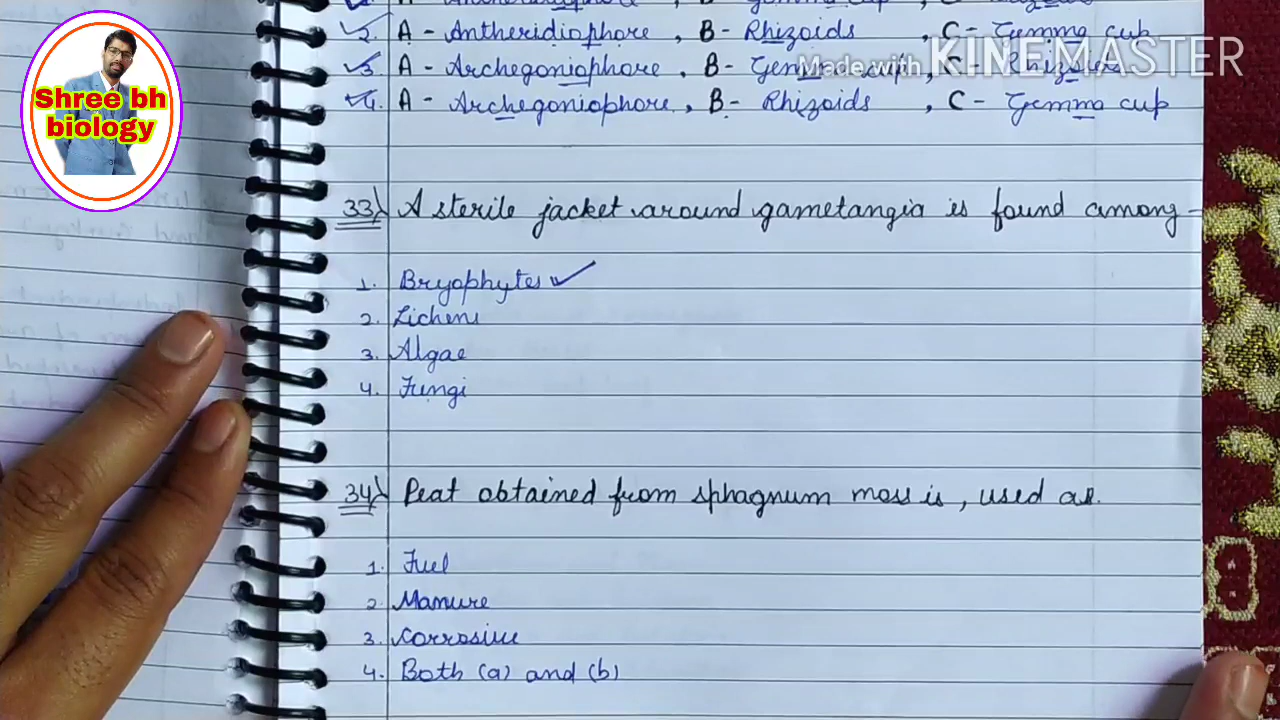 A - Antheridiophore , B - Rhizoids , C - Gemma cup
Made with KINEMASTER
3. A - Archegoniophore , B - Gemma cup , C - Rhizoids
4. A - Archegoniophore , B - Rhizoids , C - Gemma cup
Shree bh
biology
33) A sterile jacket around gametangia is found among -
1. Bryophytes ✓
2. Lichens
3. Algae
4. Fungi
34) Peat obtained from sphagnum moss is , used as.
1. Fuel
2. Manure
3. Corrosive
4. Both (a) and (b)